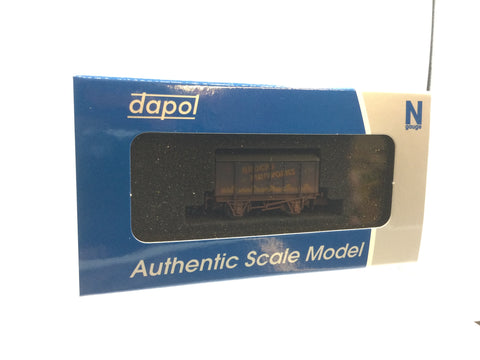 dapol
N
gauge
Authentic Scale Model